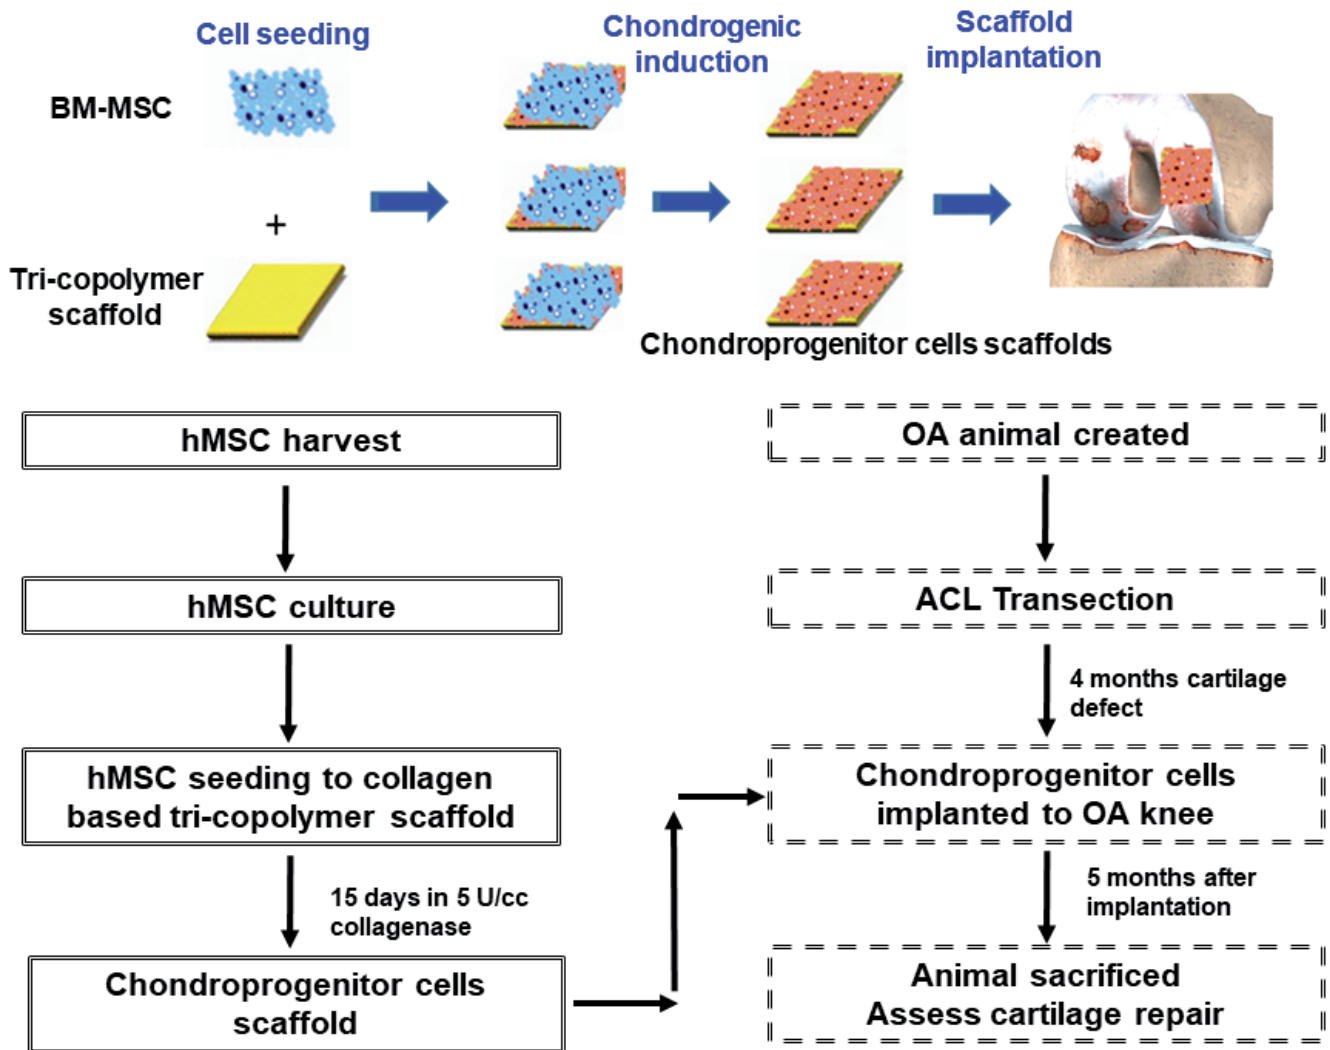 Cell seeding
Chondrogenic
induction
Scaffold
implantation
BM-MSC
+
Tri-copolymer
scaffold
Chondroprogenitor cells scaffolds
hMSC harvest
hMSC culture
hMSC seeding to collagen
based tri-copolymer scaffold
15 days in 5 U/cc
collagenase
Chondroprogenitor cells
scaffold
OA animal created
ACL Transection
4 months cartilage
defect
Chondroprogenitor cells
implanted to OA knee
5 months after
implantation
Animal sacrificed
Assess cartilage repair